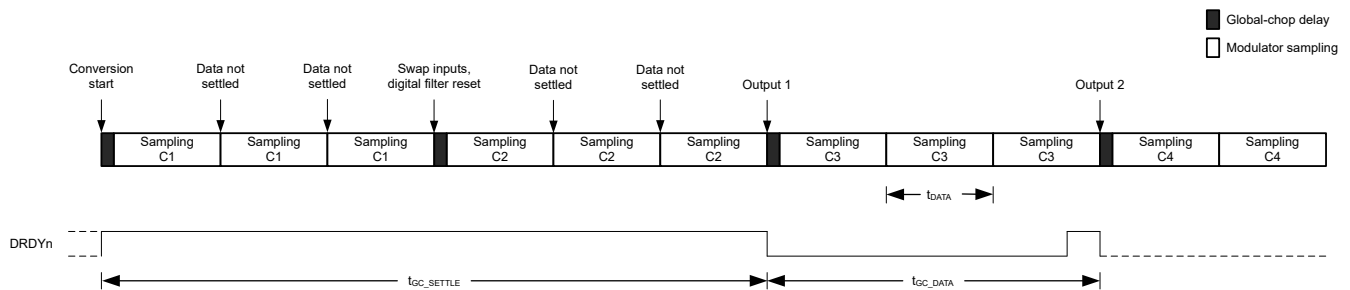 Global-chop delay
Modulator sampling
Conversion
start
Data not
settled
Data not
settled
Swap inputs,
digital filter reset
Data not
settled
Data not
settled
Output 1
Output 2
Sampling
C1
Sampling
C1
Sampling
C1
Sampling
C2
Sampling
C2
Sampling
C2
Sampling
C3
Sampling
C3
Sampling
C3
Sampling
C4
Sampling
C4
tDATA
DRDYn
tGC_SETTLE
tGC_DATA